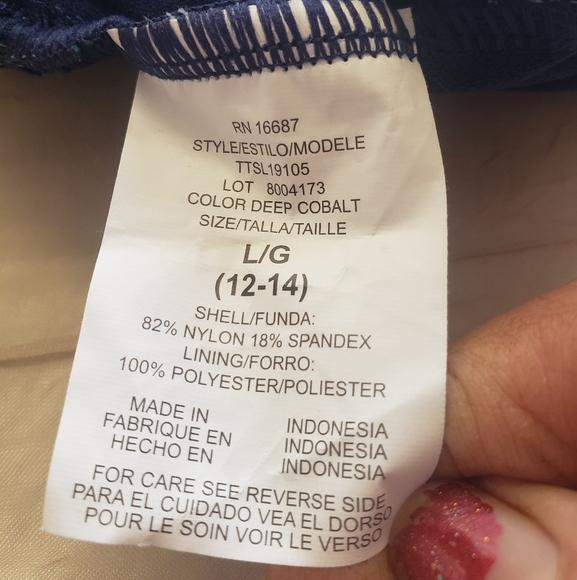 RN 16687
STYLE/ESTILO/MODELE
TTSL19105
LOT 8004173
COLOR DEEP COBALT
SIZE/TALLA/TAILLE
L/G
(12-14)
SHELL/FUNDA:
82% NYLON 18% SPANDEX
LINING/FORRO:
100% POLYESTER/POLIESTER
MADE IN INDONESIA
FABRIQUE EN INDONESIA
HECHO EN INDONESIA
FOR CARE SEE REVERSE SIDE
PARA EL CUIDADO VEA EL DORSO
POUR LE SOIN VOIR LE VERSO